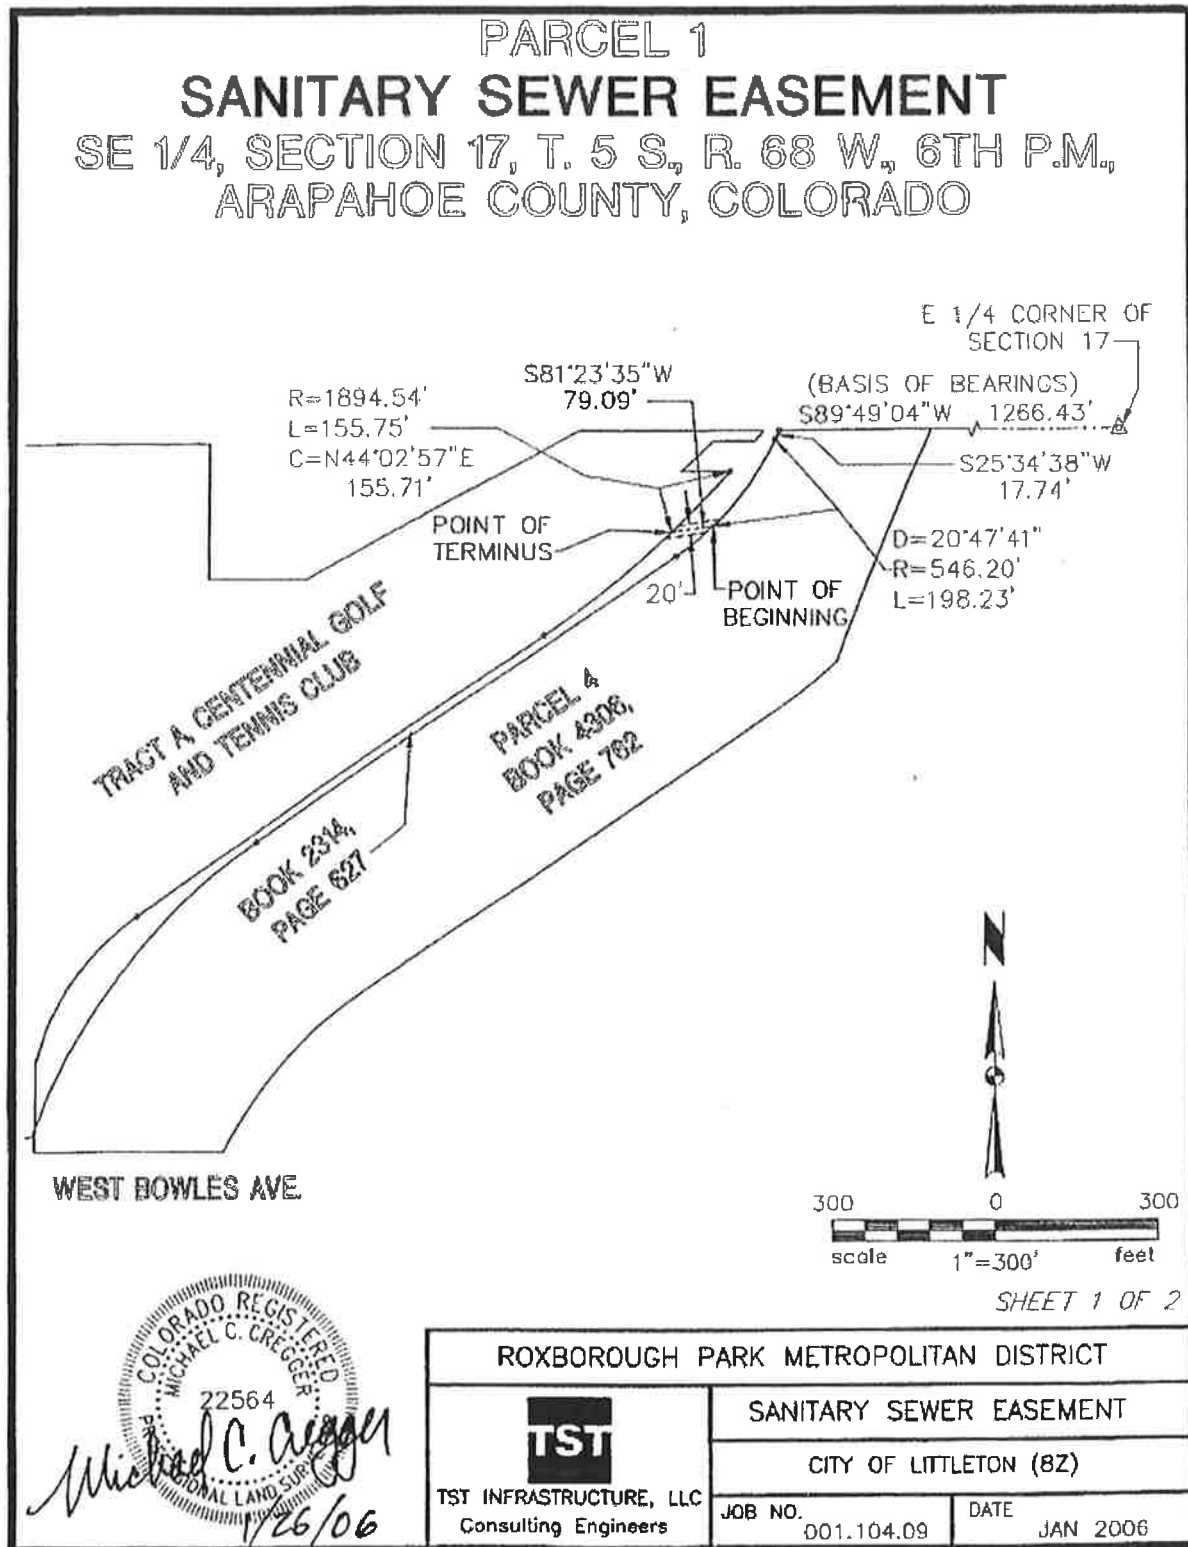 PARCEL 1
SANITARY SEWER EASEMENT
SE 1/4, SECTION 17, T. 5 S., R. 68 W., 6TH P.M.,
ARAPAHOE COUNTY, COLORADO
E 1/4 CORNER OF
SECTION 17
(BASIS OF BEARINGS)
S89°49'04"W 1266.43'
S81°23'35"W
79.09'
R=1894.54'
L=155.75'
C=N44°02'57"E
155.71'
S25°34'38"W
17.74'
POINT OF
TERMINUS
D=20°47'41"
R=546.20'
L=198.23'
20'
POINT OF
BEGINNING
TRACT A CENTENNIAL GOLF
AND TENNIS CLUB
PARCEL A
BOOK 4306,
PAGE 762
BOOK 2314,
PAGE 627
N
WEST BOWLES AVE.
300 0 300
scale 1"=300' feet
SHEET 1 OF 2
COLORADO REGISTERED
MICHAEL C. CREGGER
22564
PROFESSIONAL LAND SURVEYOR
Michael C. Cregger
1/26/06
ROXBOROUGH PARK METROPOLITAN DISTRICT
TST
TST INFRASTRUCTURE, LLC
Consulting Engineers
SANITARY SEWER EASEMENT
CITY OF LITTLETON (8Z)
JOB NO. 001.104.09
DATE JAN 2006